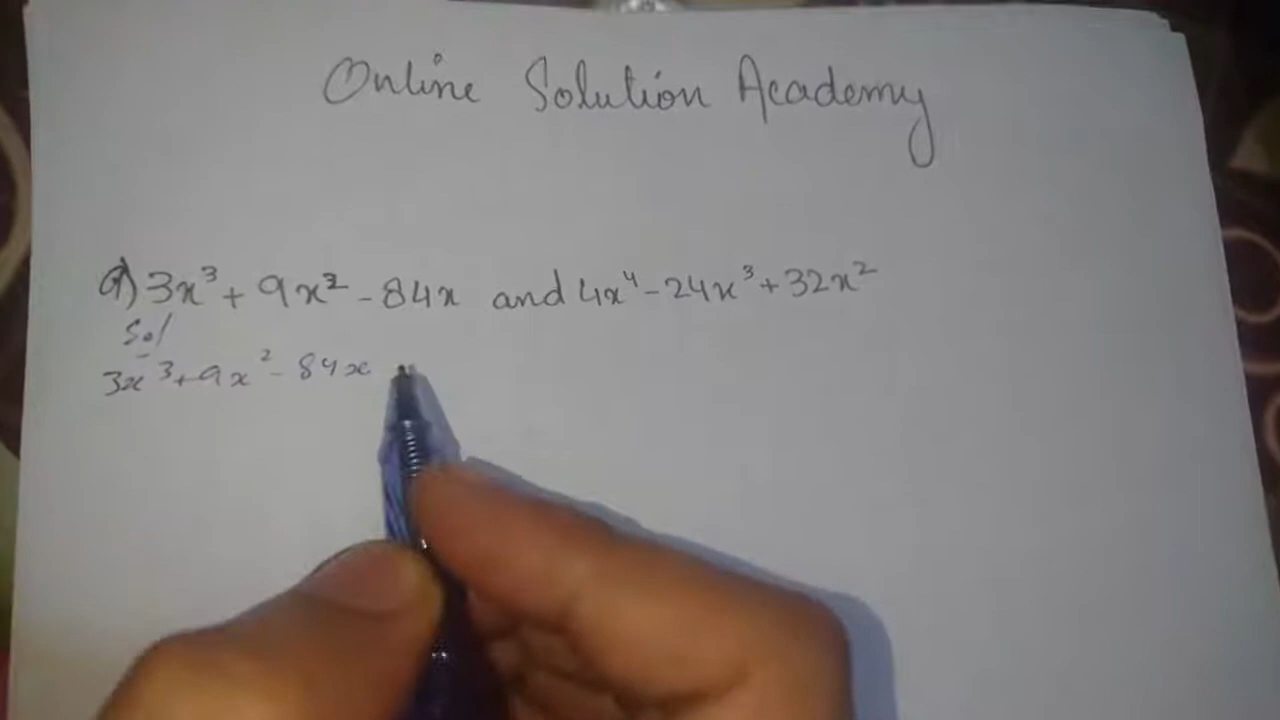 Online Solution Academy
Q) 3x³ + 9x² - 84x and 4x⁴ - 24x³ + 32x²
Sol
3x³ + 9x² - 84x